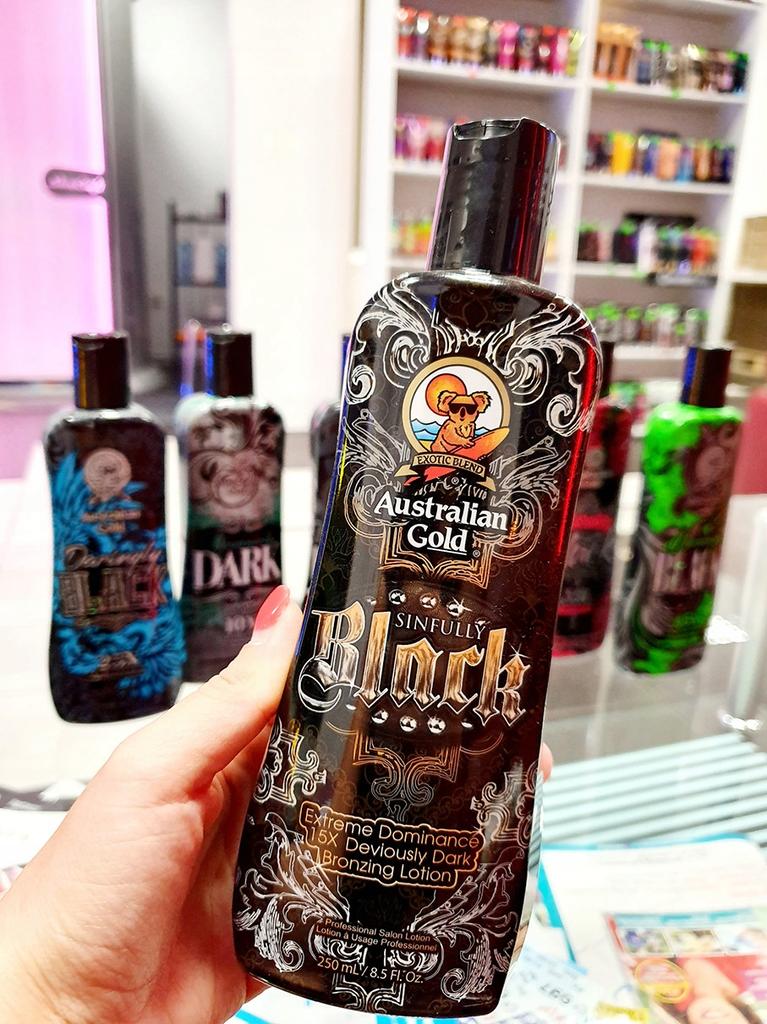 EXOTIC BLEND
Australian
Gold®
SINFULLY
Black
Extreme Dominance
15X Deviously Dark
Bronzing Lotion
Professional Salon Lotion
Lotion à Usage Professionnel
250 mL / 8.5 Fl. Oz.
BLACK
DARK